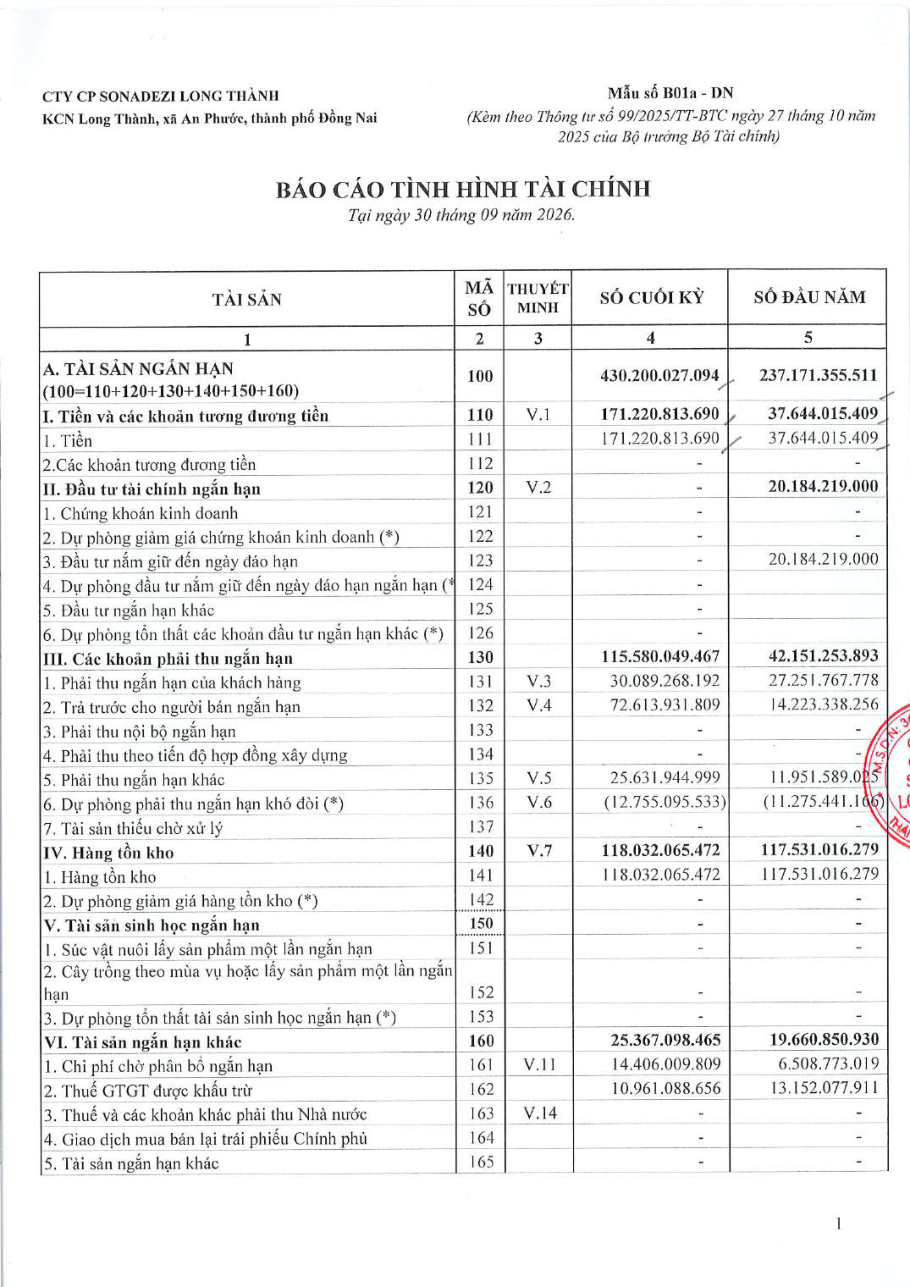 CTY CP SONADEZI LONG THÀNH
KCN Long Thành, xã An Phước, thành phố Đồng Nai
Mẫu số B01a - DN
(Kèm theo Thông tư số 99/2025/TT-BTC ngày 27 tháng 10 năm
2025 của Bộ trưởng Bộ Tài chính)
BÁO CÁO TÌNH HÌNH TÀI CHÍNH
Tại ngày 30 tháng 09 năm 2026.
TÀI SẢN MÃ SỐ THUYẾT MINH SỐ CUỐI KỲ SỐ ĐẦU NĂM
1 2 3 4 5
A. TÀI SẢN NGẮN HẠN
(100=110+120+130+140+150+160) 100 430.200.027.094 237.171.355.511
I. Tiền và các khoản tương đương tiền 110 V.1 171.220.813.690 37.644.015.409
1. Tiền 111 171.220.813.690 37.644.015.409
2.Các khoản tương đương tiền 112 - -
II. Đầu tư tài chính ngắn hạn 120 V.2 - 20.184.219.000
1. Chứng khoán kinh doanh 121 - -
2. Dự phòng giảm giá chứng khoán kinh doanh (*) 122 - -
3. Đầu tư nắm giữ đến ngày đáo hạn 123 - 20.184.219.000
4. Dự phòng đầu tư nắm giữ đến ngày đáo hạn ngắn hạn (* 124 -
5. Đầu tư ngắn hạn khác 125 -
6. Dự phòng tổn thất các khoản đầu tư ngắn hạn khác (*) 126 -
III. Các khoản phải thu ngắn hạn 130 115.580.049.467 42.151.253.893
1. Phải thu ngắn hạn của khách hàng 131 V.3 30.089.268.192 27.251.767.778
2. Trả trước cho người bán ngắn hạn 132 V.4 72.613.931.809 14.223.338.256
3. Phải thu nội bộ ngắn hạn 133 - -
4. Phải thu theo tiến độ hợp đồng xây dựng 134 - -
5. Phải thu ngắn hạn khác 135 V.5 25.631.944.999 11.951.589.025
6. Dự phòng phải thu ngắn hạn khó đòi (*) 136 V.6 (12.755.095.533) (11.275.441.166)
7. Tài sản thiếu chờ xử lý 137 - -
IV. Hàng tồn kho 140 V.7 118.032.065.472 117.531.016.279
1. Hàng tồn kho 141 118.032.065.472 117.531.016.279
2. Dự phòng giảm giá hàng tồn kho (*) 142 - -
V. Tài sản sinh học ngắn hạn 150 - -
1. Súc vật nuôi lấy sản phẩm một lần ngắn hạn 151 - -
2. Cây trồng theo mùa vụ hoặc lấy sản phẩm một lần ngắn
hạn 152 - -
3. Dự phòng tổn thất tài sản sinh học ngắn hạn (*) 153 - -
VI. Tài sản ngắn hạn khác 160 25.367.098.465 19.660.850.930
1. Chi phí chờ phân bổ ngắn hạn 161 V.11 14.406.009.809 6.508.773.019
2. Thuế GTGT được khấu trừ 162 10.961.088.656 13.152.077.911
3. Thuế và các khoản khác phải thu Nhà nước 163 V.14 - -
4. Giao dịch mua bán lại trái phiếu Chính phủ 164 - -
5. Tài sản ngắn hạn khác 165 - -
M.S.D.N: 3
1